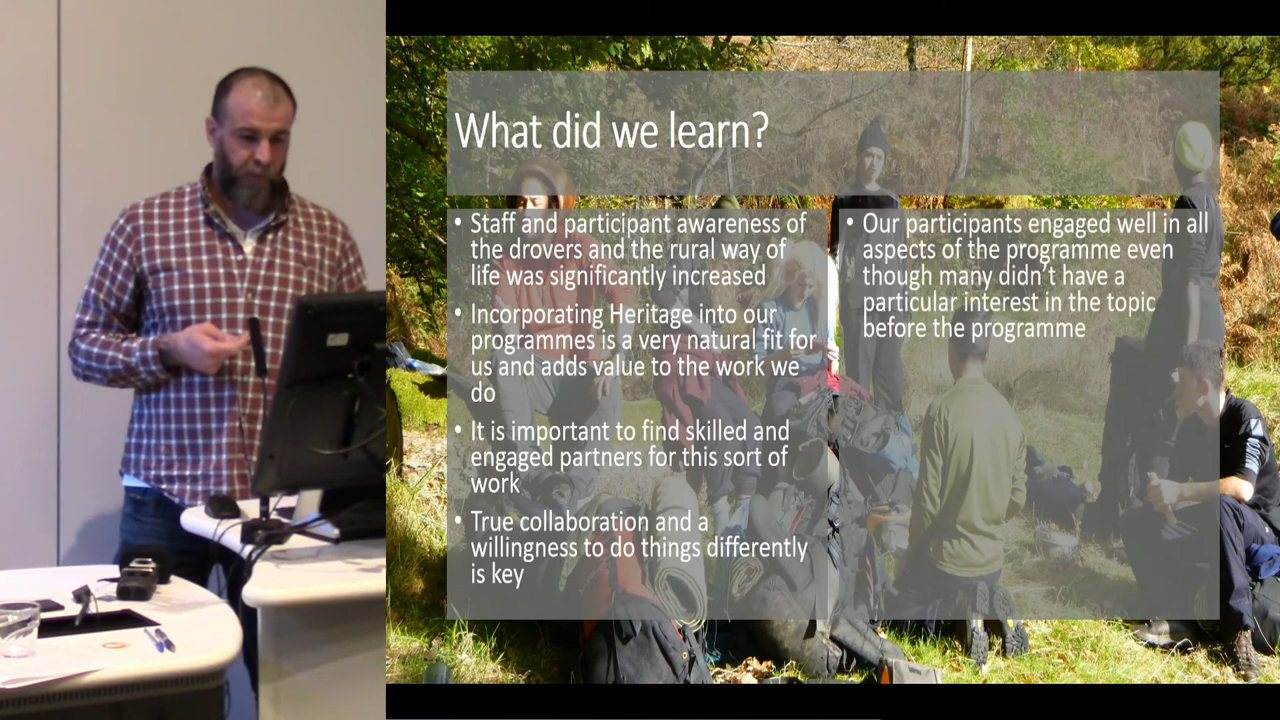 What did we learn?
• Staff and participant awareness of
the drovers and the rural way of
life was significantly increased
• Incorporating Heritage into our
programmes is a very natural fit for
us and adds value to the work we
do
• It is important to find skilled and
engaged partners for this sort of
work
• True collaboration and a
willingness to do things differently
is key
• Our participants engaged well in all
aspects of the programme even
though many didn't have a
particular interest in the topic
before the programme